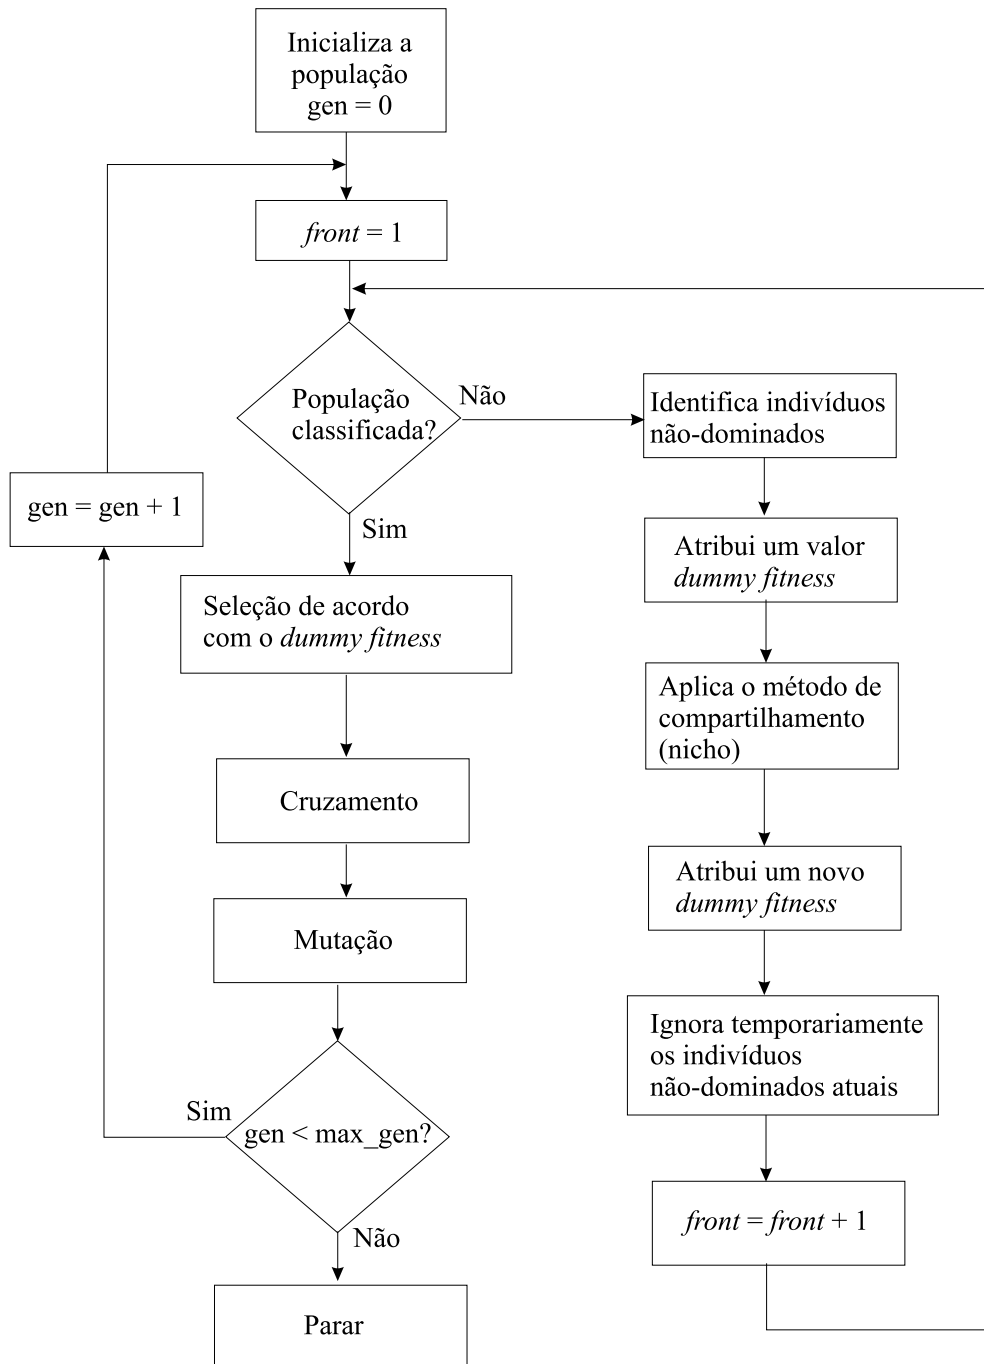 Inicializa a
população
gen = 0
front = 1
População
classificada?
Não
Sim
Identifica indivíduos
não-dominados
gen = gen + 1
Atribui um valor
dummy fitness
Seleção de acordo
com o dummy fitness
Aplica o método de
compartilhamento
(nicho)
Cruzamento
Atribui um novo
dummy fitness
Mutação
Ignora temporariamente
os indivíduos
não-dominados atuais
Sim
gen < max_gen?
Não
front = front + 1
Parar